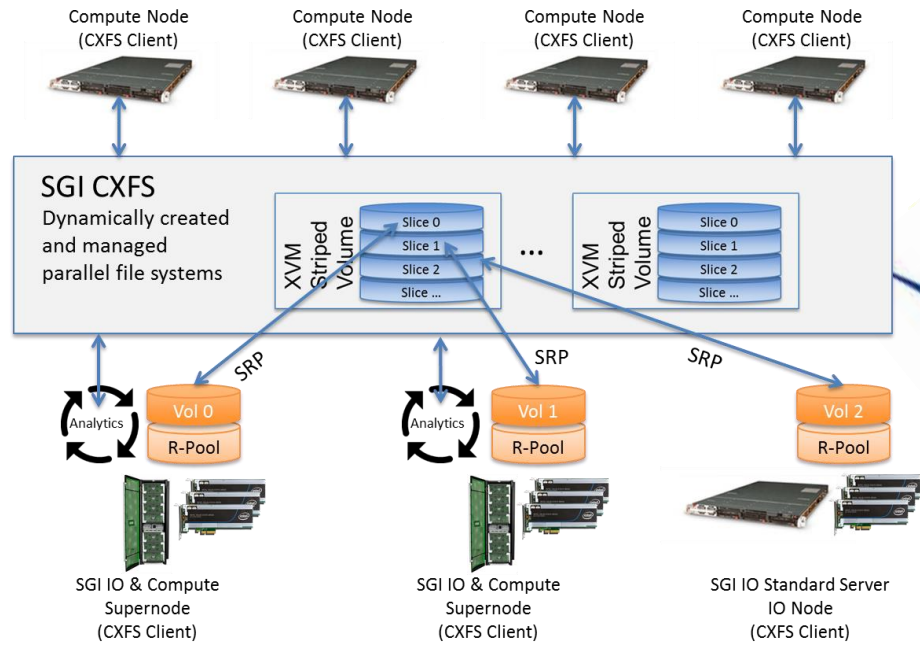 Compute Node
(CXFS Client)
Compute Node
(CXFS Client)
Compute Node
(CXFS Client)
Compute Node
(CXFS Client)
SGI CXFS
Dynamically created
and managed
parallel file systems
XVM
Striped
Volume
Slice 0
Slice 1
Slice 2
Slice ...
...
XVM
Striped
Volume
Slice 0
Slice 1
Slice 2
Slice ...
SRP
SRP
SRP
Analytics
Vol 0
R-Pool
Analytics
Vol 1
R-Pool
Vol 2
R-Pool
SGI IO & Compute
Supernode
(CXFS Client)
SGI IO & Compute
Supernode
(CXFS Client)
SGI IO Standard Server
IO Node
(CXFS Client)